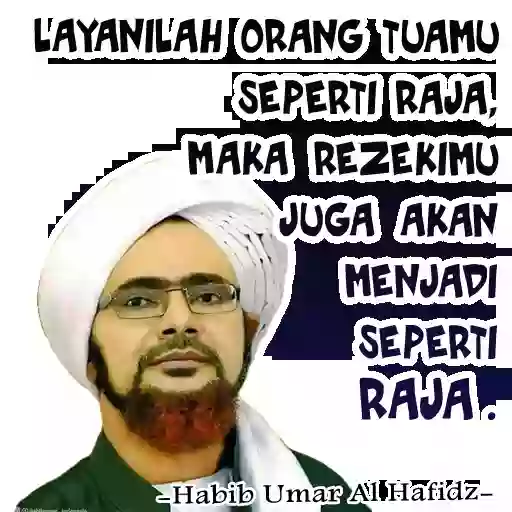 LAYANILAH ORANG TUAMU
SEPERTI RAJA,
MAKA REZEKIMU
JUGA AKAN
MENJADI
SEPERTI
RAJA.
-Habib Umar Al Hafidz-